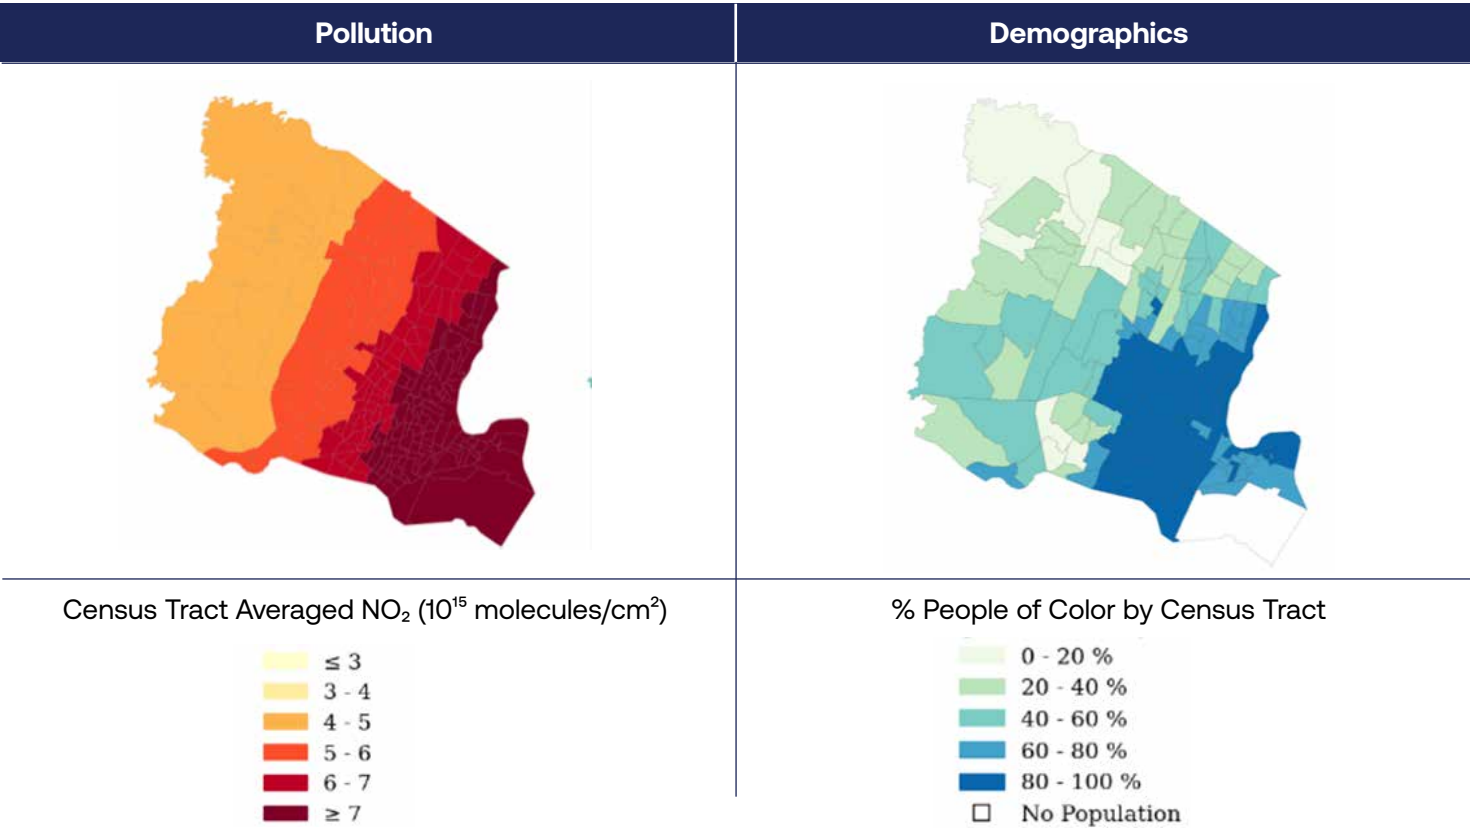 Pollution
Demographics
Census Tract Averaged NO₂ (10¹⁵ molecules/cm²)
≤ 3
3 - 4
4 - 5
5 - 6
6 - 7
≥ 7
% People of Color by Census Tract
0 - 20 %
20 - 40 %
40 - 60 %
60 - 80 %
80 - 100 %
No Population